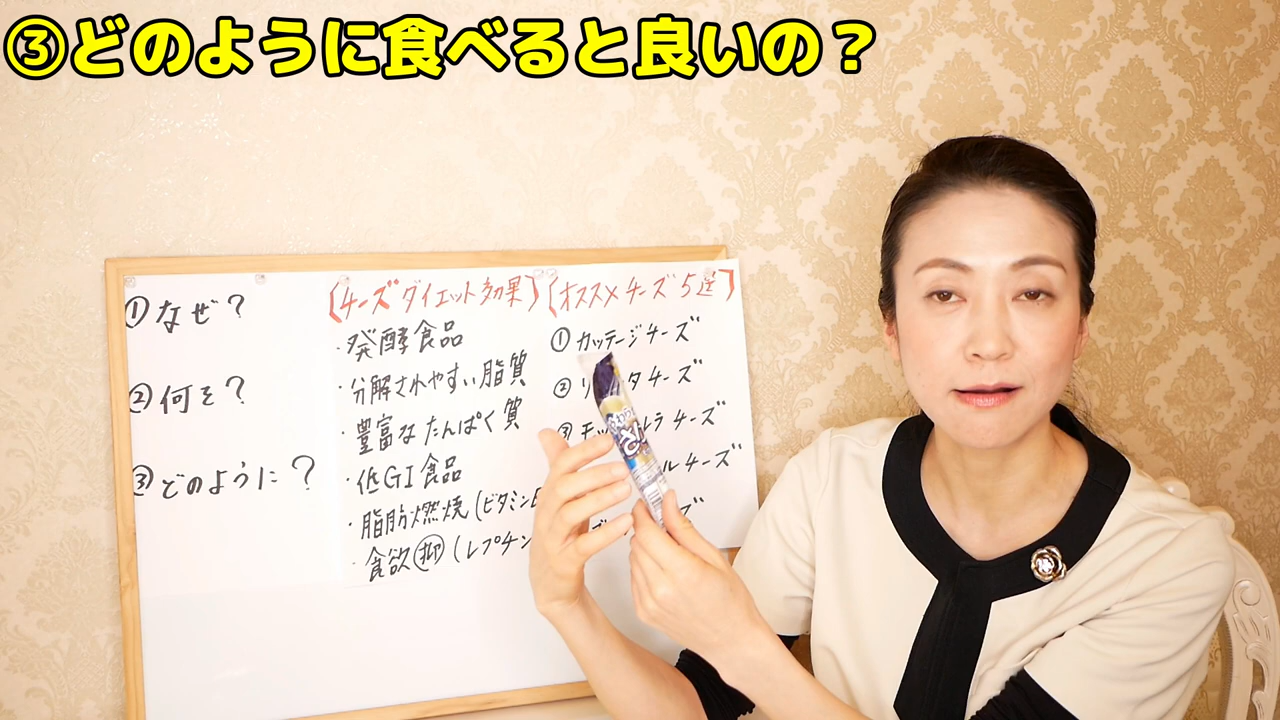 ③どのように食べると良いの？
①なぜ？
②何を？
③どのように？
【チーズダイエット効果】
・発酵食品
・分解されやすい脂質
・豊富なたんぱく質
・低GI食品
・脂肪燃焼(ビタミンB
・食欲㊥(レプチン
【オススメチーズ5選】
①カッテージチーズ
②リ タチーズ
③モッ ルラチーズ
ルチーズ
ズ